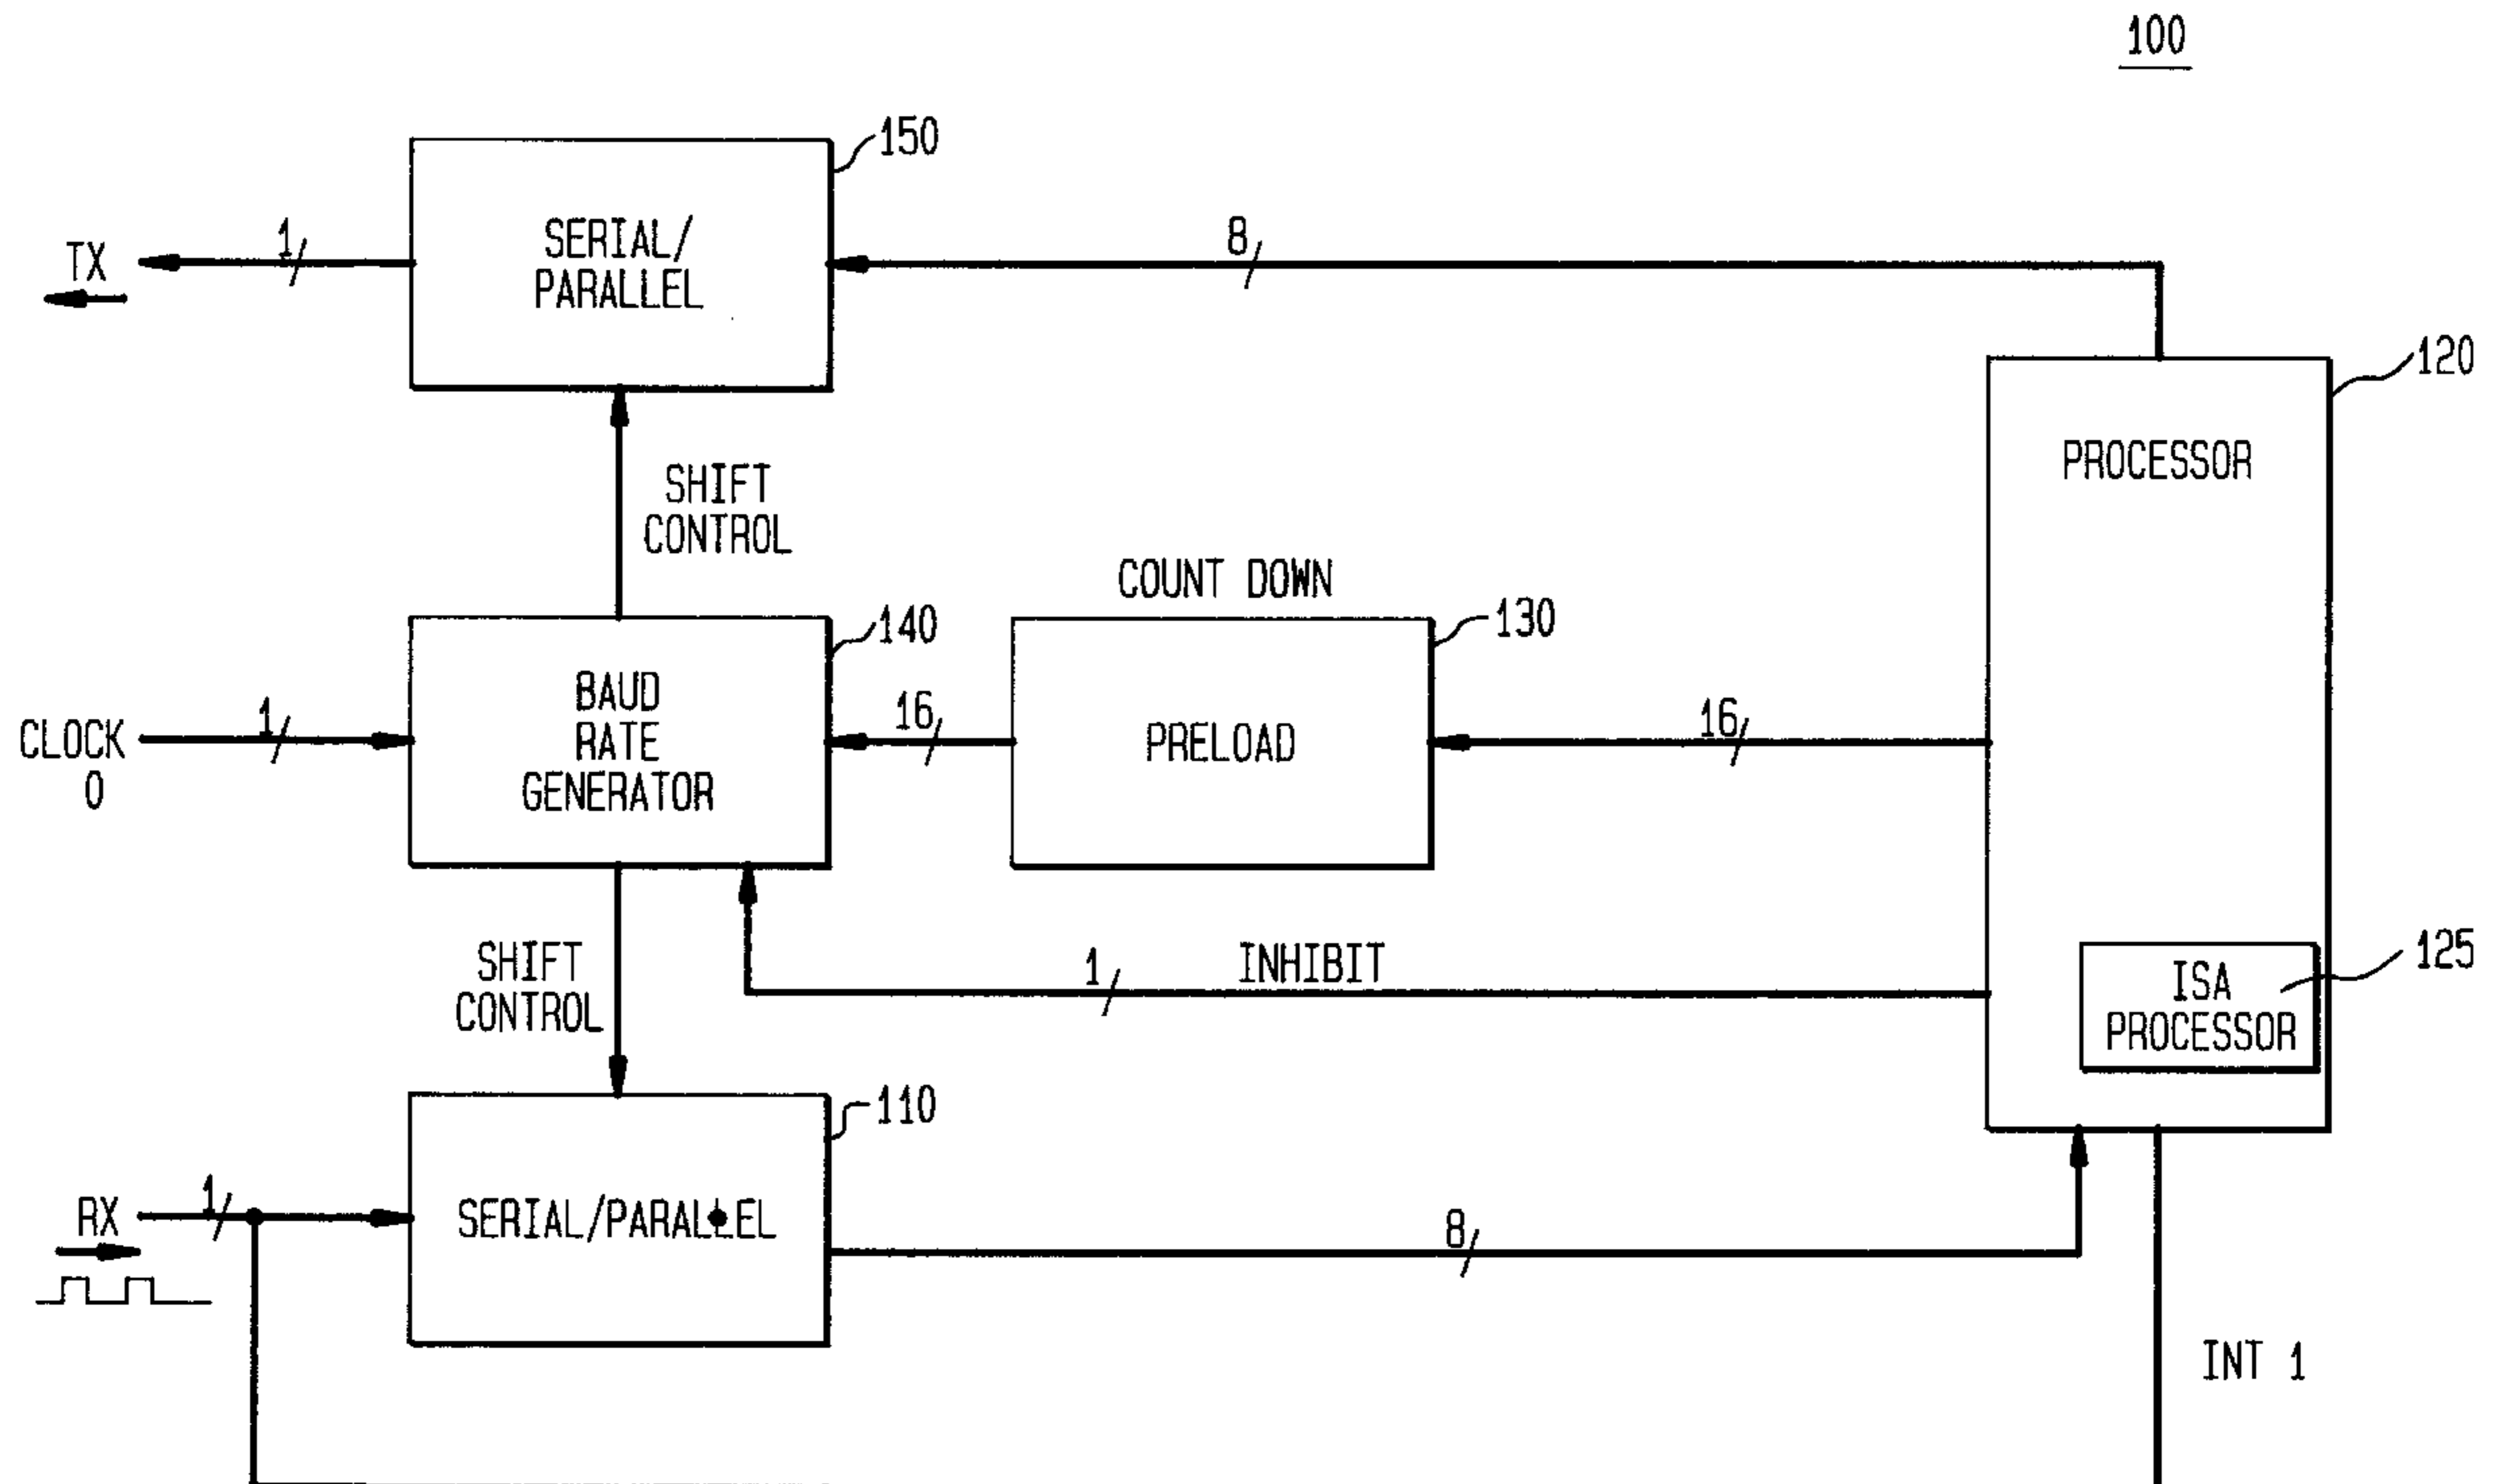 100
150
SERIAL/
PARALLEL
1
TX
8
120
PROCESSOR
SHIFT
CONTROL
COUNT DOWN
140
130
BAUD
RATE
GENERATOR
1
CLOCK
0
16
PRELOAD
16
SHIFT
CONTROL
1
INHIBIT
125
ISA
PROCESSOR
110
1
RX
SERIAL/PARALLEL
8
INT 1